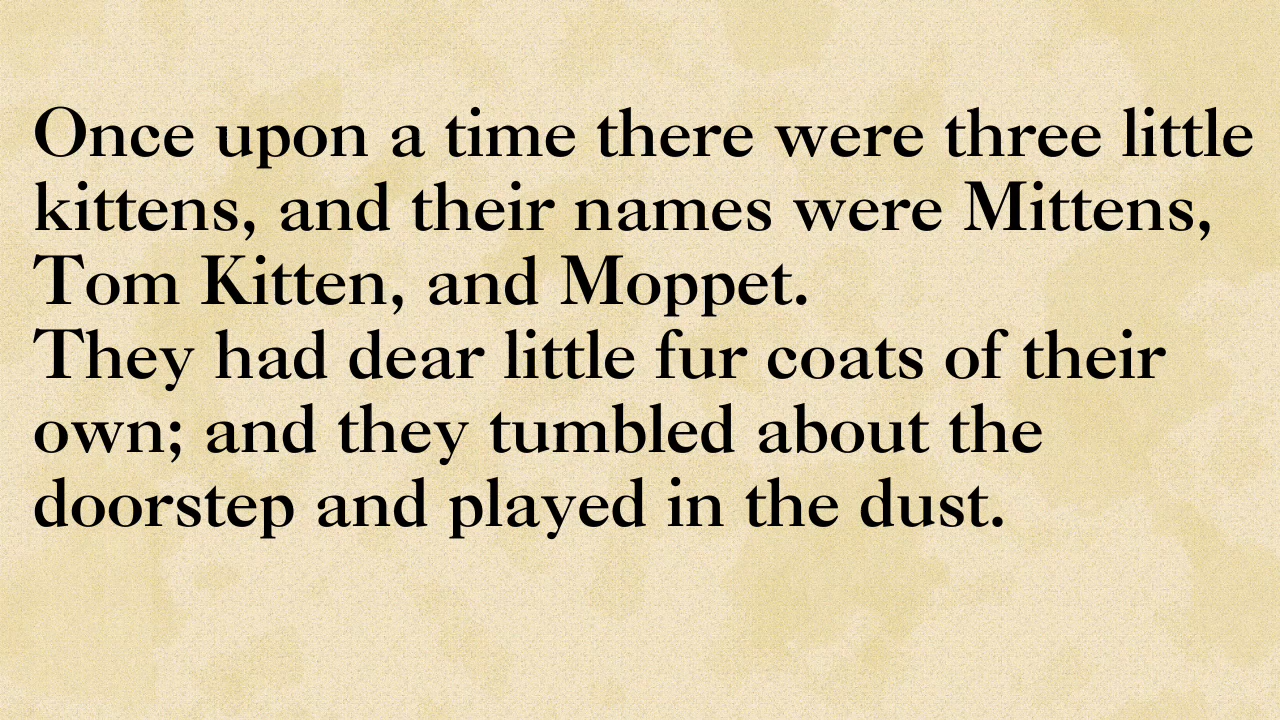 Once upon a time there were three little
kittens, and their names were Mittens,
Tom Kitten, and Moppet.
They had dear little fur coats of their
own; and they tumbled about the
doorstep and played in the dust.